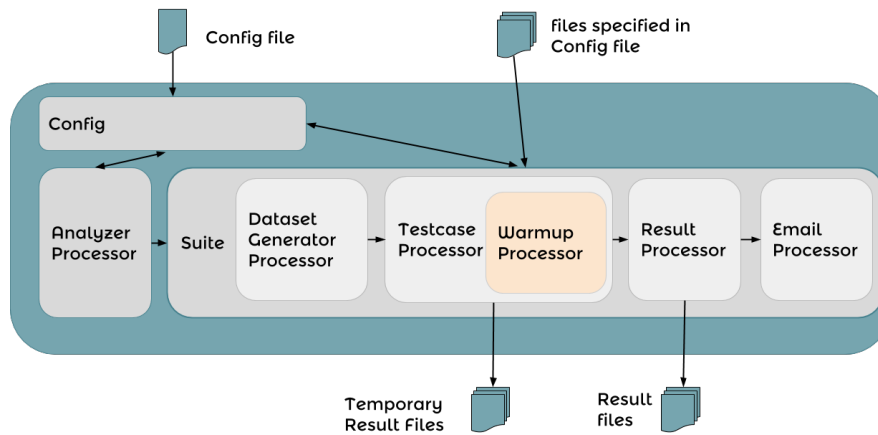 Config file
files specified in
Config file
Config
Analyzer
Processor
Suite
Dataset
Generator
Processor
Testcase
Processor
Warmup
Processor
Result
Processor
Email
Processor
Temporary
Result Files
Result
files